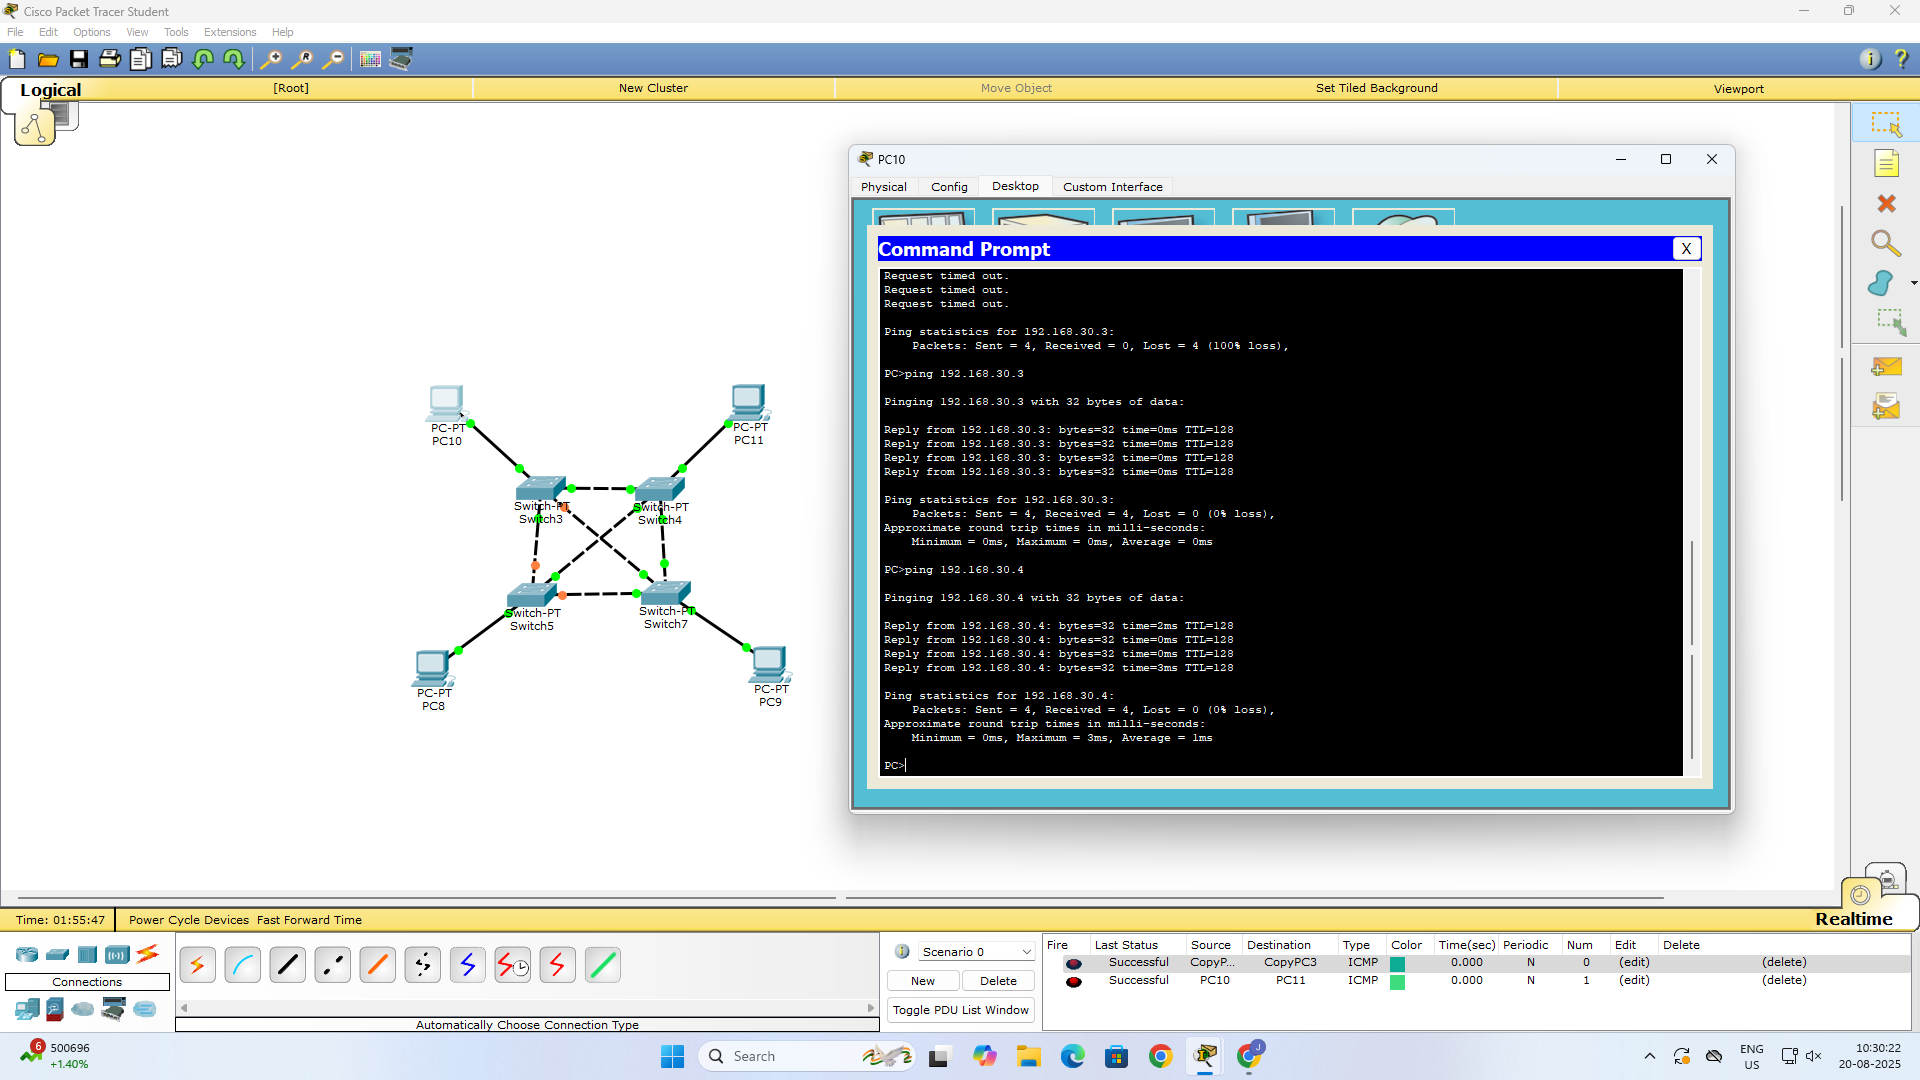 Cisco Packet Tracer Student
File Edit Options View Tools Extensions Help
Logical [Root] New Cluster Move Object Set Tiled Background Viewport
PC10
Physical Config Desktop Custom Interface
Command Prompt X
Request timed out.
Request timed out.
Request timed out.
Ping statistics for 192.168.30.3:
Packets: Sent = 4, Received = 0, Lost = 4 (100% loss),
PC>ping 192.168.30.3
Pinging 192.168.30.3 with 32 bytes of data:
Reply from 192.168.30.3: bytes=32 time=0ms TTL=128
Reply from 192.168.30.3: bytes=32 time=0ms TTL=128
Reply from 192.168.30.3: bytes=32 time=0ms TTL=128
Reply from 192.168.30.3: bytes=32 time=0ms TTL=128
Ping statistics for 192.168.30.3:
Packets: Sent = 4, Received = 4, Lost = 0 (0% loss),
Approximate round trip times in milli-seconds:
Minimum = 0ms, Maximum = 0ms, Average = 0ms
PC>ping 192.168.30.4
Pinging 192.168.30.4 with 32 bytes of data:
Reply from 192.168.30.4: bytes=32 time=2ms TTL=128
Reply from 192.168.30.4: bytes=32 time=0ms TTL=128
Reply from 192.168.30.4: bytes=32 time=0ms TTL=128
Reply from 192.168.30.4: bytes=32 time=3ms TTL=128
Ping statistics for 192.168.30.4:
Packets: Sent = 4, Received = 4, Lost = 0 (0% loss),
Approximate round trip times in milli-seconds:
Minimum = 0ms, Maximum = 3ms, Average = 1ms
PC>
PC-PT
PC10
PC-PT
PC11
Switch-PT
Switch3
Switch-PT
Switch4
Switch-PT
Switch5
Switch-PT
Switch7
PC-PT
PC8
PC-PT
PC9
Time: 01:55:47 Power Cycle Devices Fast Forward Time
Realtime
Connections
Automatically Choose Connection Type
Scenario 0
New Delete
Toggle PDU List Window
Fire Last Status Source Destination Type Color Time(sec) Periodic Num Edit Delete
Successful CopyP... CopyPC3 ICMP 0.000 N 0 (edit) (delete)
Successful PC10 PC11 ICMP 0.000 N 1 (edit) (delete)
6
500696
+1.40%
Search
J
ENG
US
10:30:22
20-08-2025